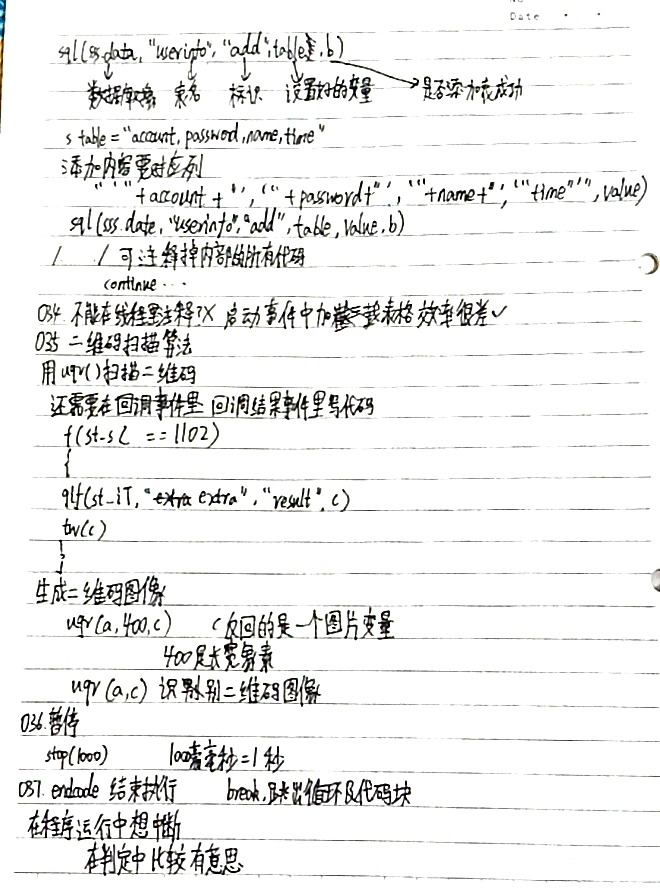 Date
sql(ss.data, "userinfo", "add", table, b)
数据库对象 表名 标识 设置好的变量 是否添加表成功
s table = "account, password, name, time"
添加内容要对应列
"'"+account+"','"+password+"','"+name+"','"time"'", value)
sql(sss.date, "userinfo", "add", table, value, b)
/ / 可注释掉内部的所有代码
continue ...
034. 不能在线程里注释?X 启动事件中加载表格效率很差✓
035 二维码扫描算法
用uqr()扫描二维码
还需要在回调事件里 回调结果事件里写代码
f(st_sC == 1102)
{
git(st_iT, "extra", "result", c)
tw(c)
}
生成二维码图像
uqr(a,400,c) c返回的是一个图片变量
400是长宽像素
uqr(a,c) 识别二维码图像
036.暂停
stop(1000) 1000毫秒=1秒
037. endcode 结束执行 break,跳出循环及代码块
在程序运行中想中断
在判定中比较有意思